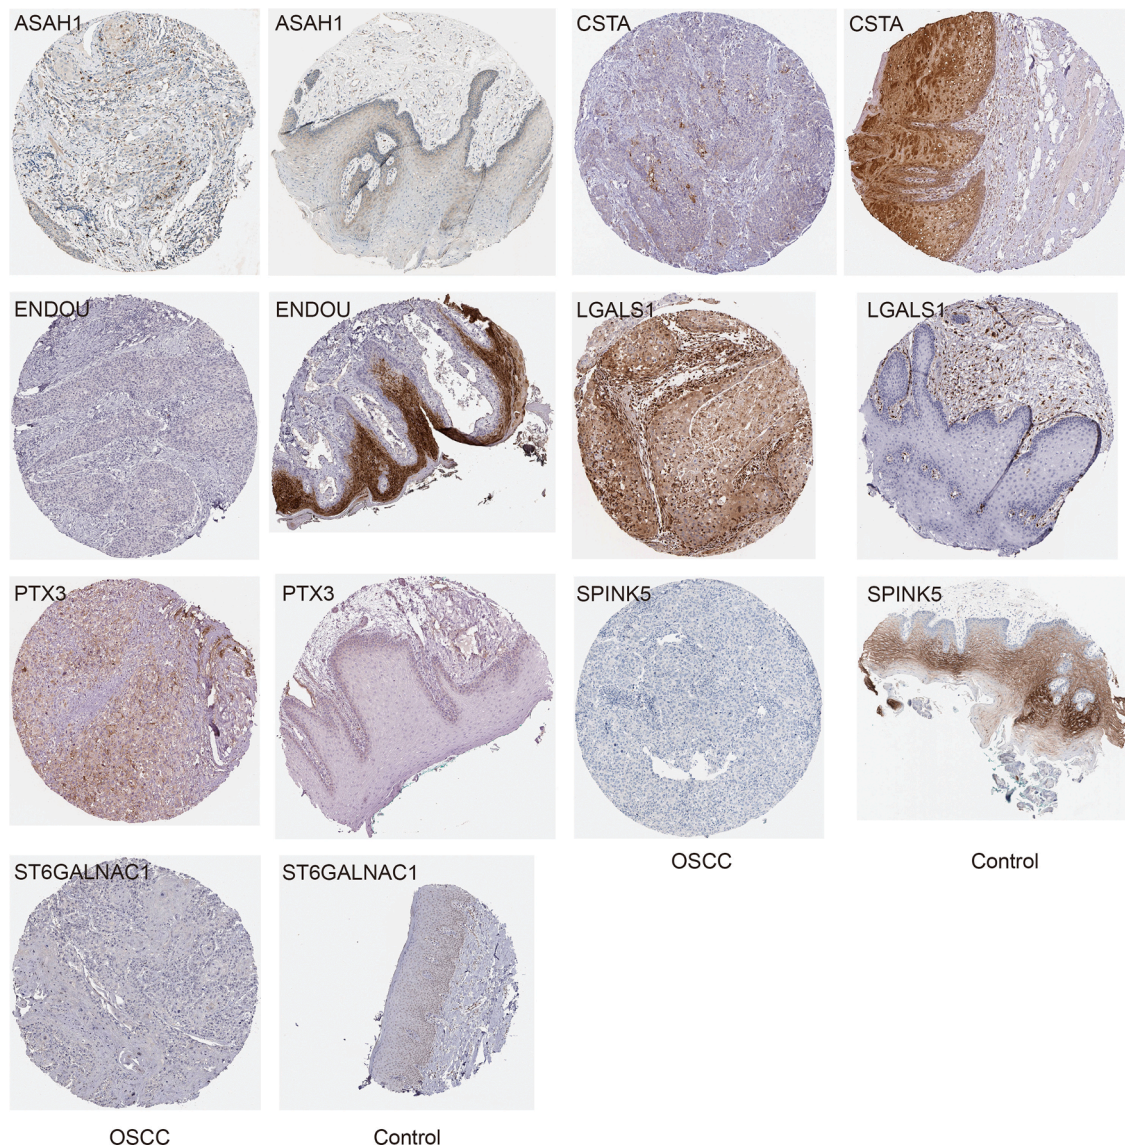 ASAH1 ASAH1 CSTA CSTA
ENDOU ENDOU LGALS1 LGALS1
PTX3 PTX3 SPINK5 SPINK5
OSCC Control
ST6GALNAC1 ST6GALNAC1
OSCC Control